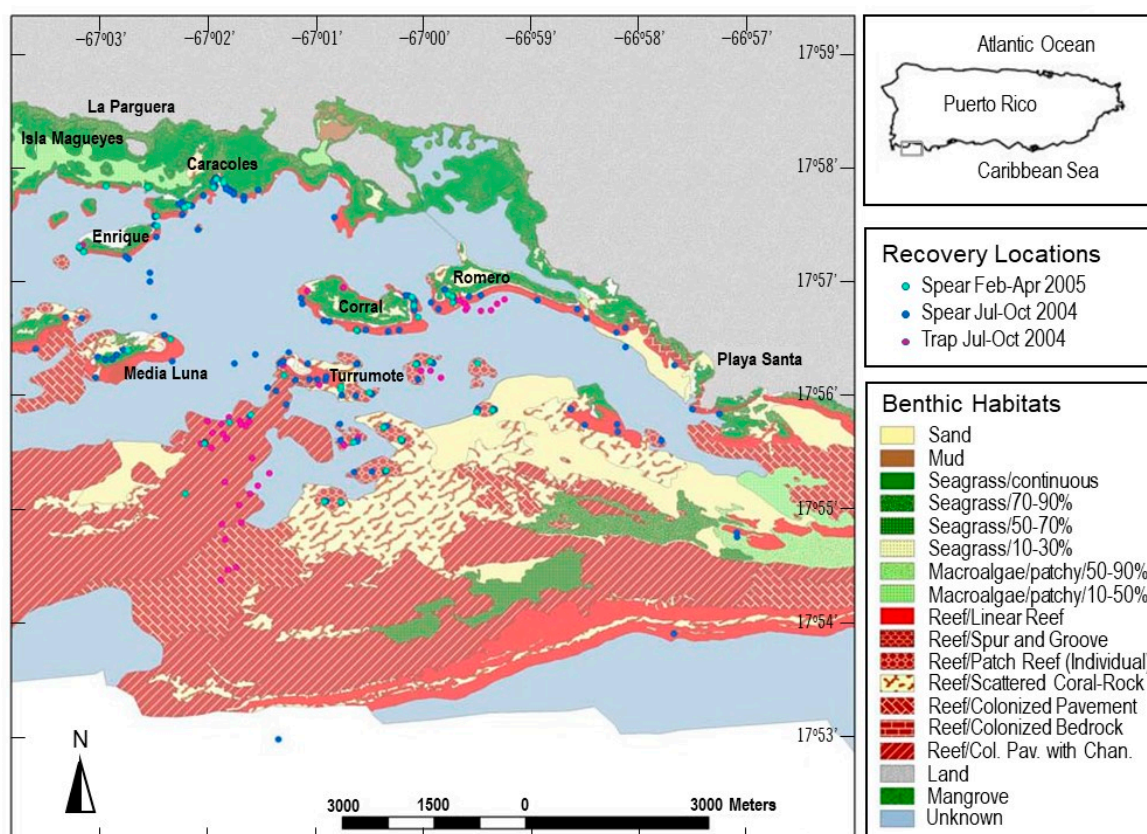 −67°03' −67°02' −67°01' −67°00' −66°59' −66°58' −66°57'
17°59'
17°58'
17°57'
17°56'
17°55'
17°54'
17°53'
La Parguera
Isla Magueyes
Caracoles
Enrique
Romero
Corral
Playa Santa
Media Luna
Turrumote
N
3000 1500 0 3000 Meters
Atlantic Ocean
Puerto Rico
Caribbean Sea
Recovery Locations
Spear Feb-Apr 2005
Spear Jul-Oct 2004
Trap Jul-Oct 2004
Benthic Habitats
Sand
Mud
Seagrass/continuous
Seagrass/70-90%
Seagrass/50-70%
Seagrass/10-30%
Macroalgae/patchy/50-90%
Macroalgae/patchy/10-50%
Reef/Linear Reef
Reef/Spur and Groove
Reef/Patch Reef (Individual)
Reef/Scattered Coral-Rock
Reef/Colonized Pavement
Reef/Colonized Bedrock
Reef/Col. Pav. with Chan.
Land
Mangrove
Unknown